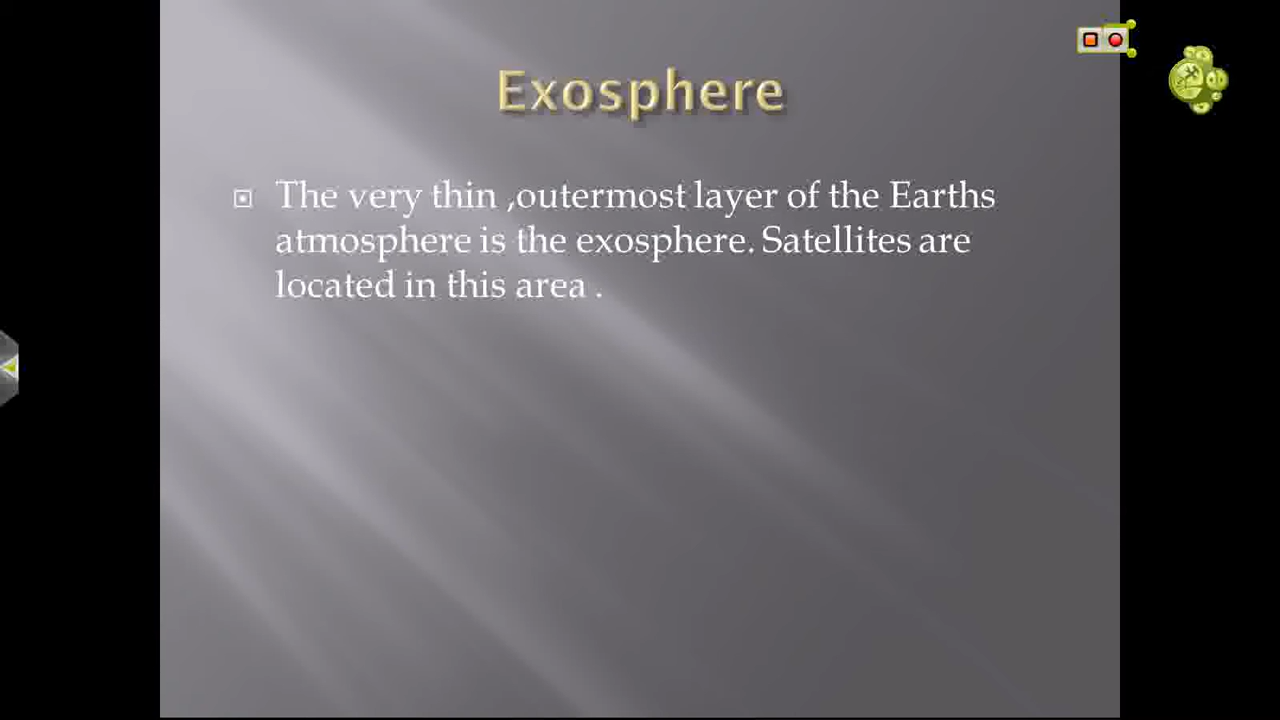 Exosphere
The very thin ,outermost layer of the Earths
atmosphere is the exosphere. Satellites are
located in this area .